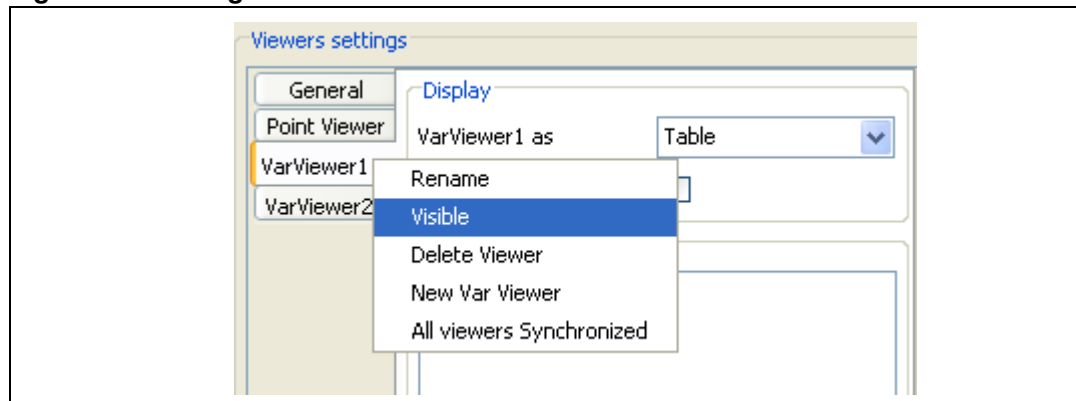 Viewers settings
General
Display
Point Viewer
VarViewer1 as
Table
VarViewer1
Rename
VarViewer2
Visible
Delete Viewer
New Var Viewer
All viewers Synchronized